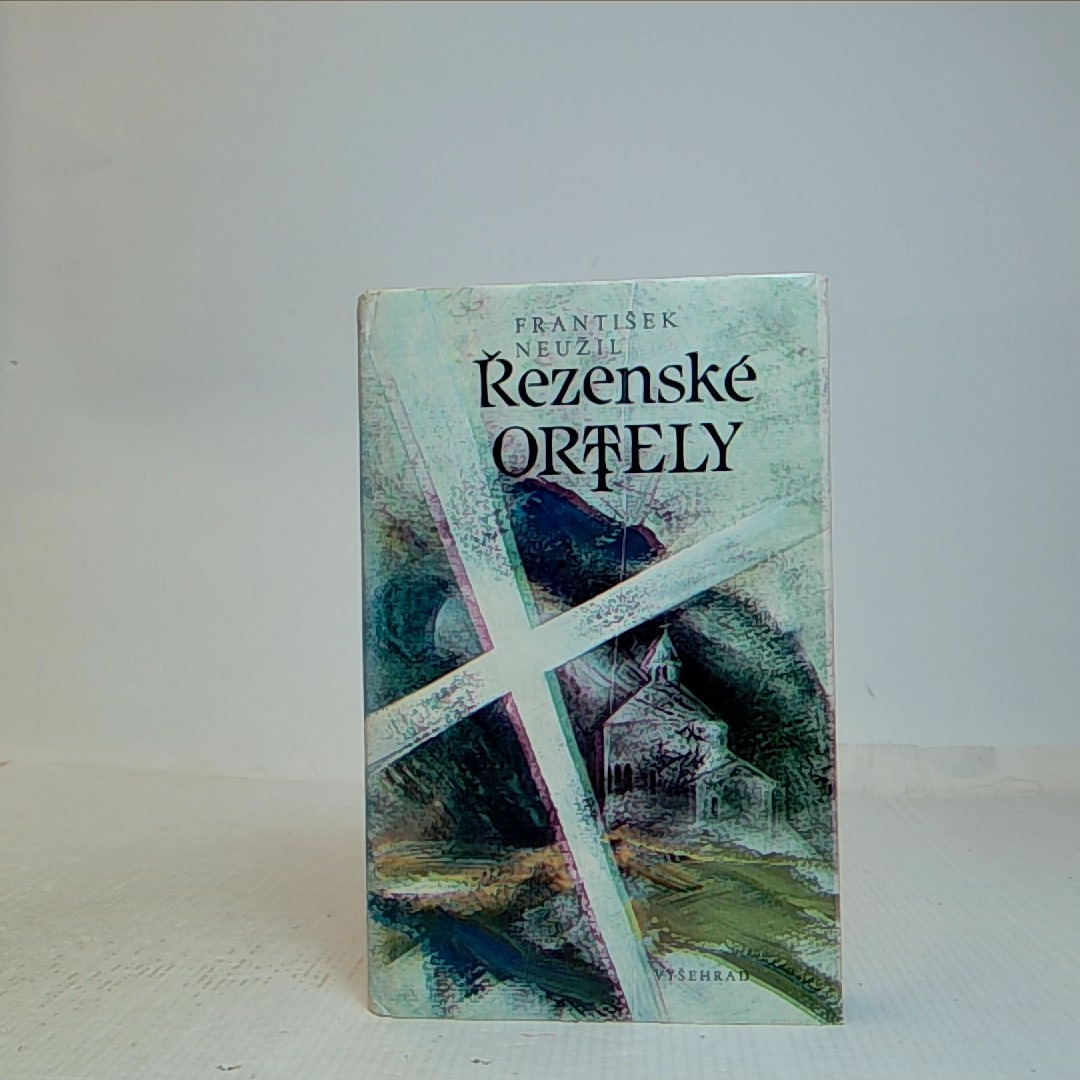 FRANTIŠEK
NEUŽIL
Řezenské
ORTELY
VYŠEHRAD